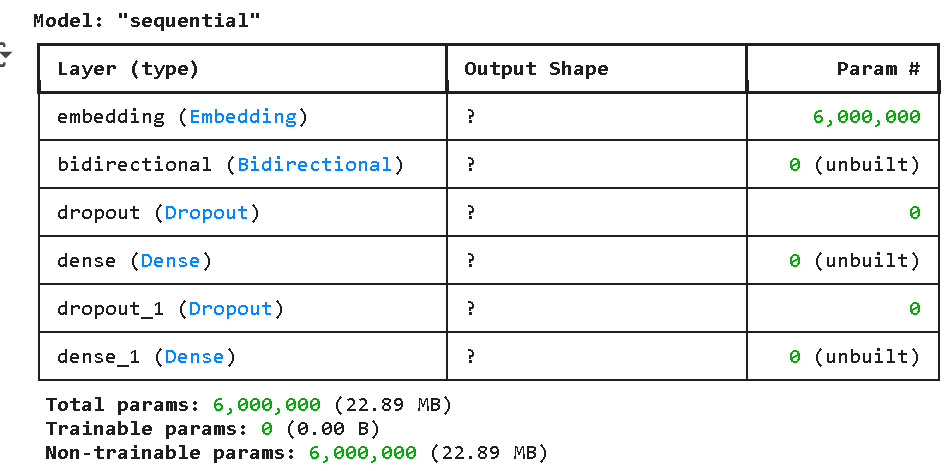 Model: "sequential"
Layer (type) Output Shape Param #
embedding (Embedding) ? 6,000,000
bidirectional (Bidirectional) ? 0 (unbuilt)
dropout (Dropout) ? 0
dense (Dense) ? 0 (unbuilt)
dropout_1 (Dropout) ? 0
dense_1 (Dense) ? 0 (unbuilt)
Total params: 6,000,000 (22.89 MB)
Trainable params: 0 (0.00 B)
Non-trainable params: 6,000,000 (22.89 MB)